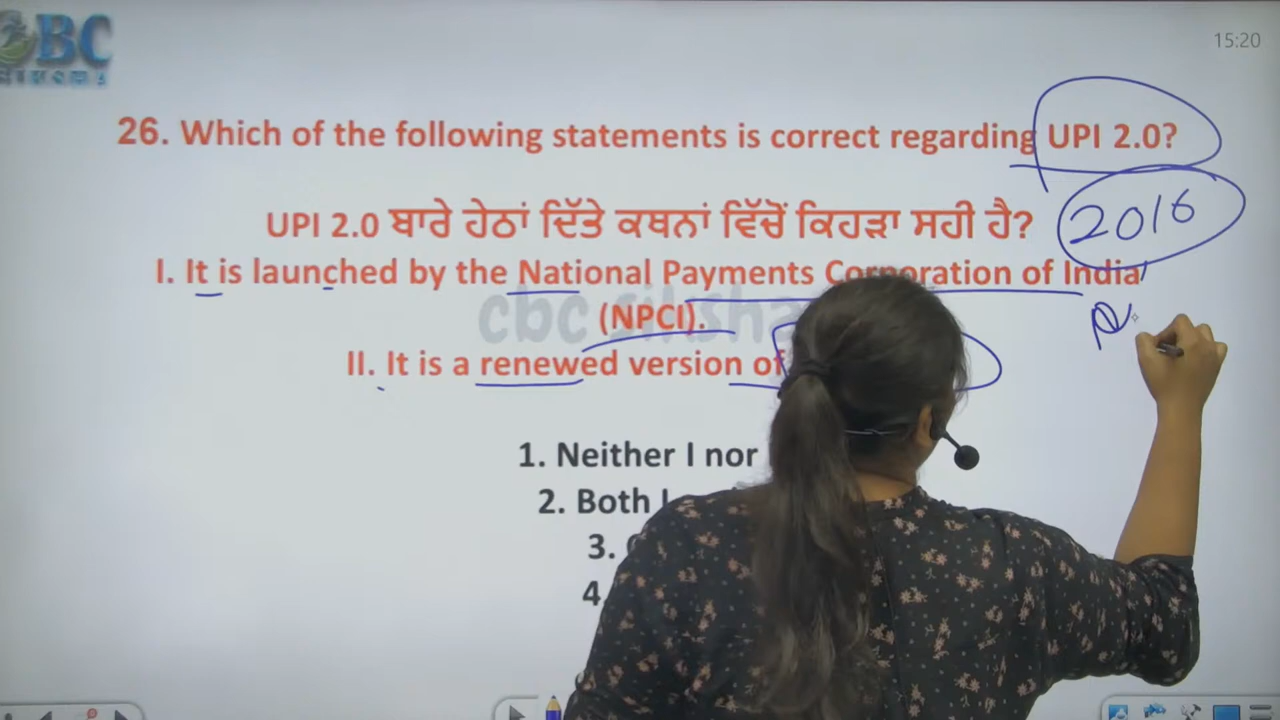 BC
15:20
26. Which of the following statements is correct regarding UPI 2.0?
UPI 2.0 ਬਾਰੇ ਹੇਠਾਂ ਦਿੱਤੇ ਕਥਨਾਂ ਵਿੱਚੋਂ ਕਿਹੜਾ ਸਹੀ ਹੈ?
2016
I. It is launched by the National Payments Corporation of India
(NPCI).
cbc
II. It is a renewed version of
1. Neither I nor
2. Both I
3.
4.